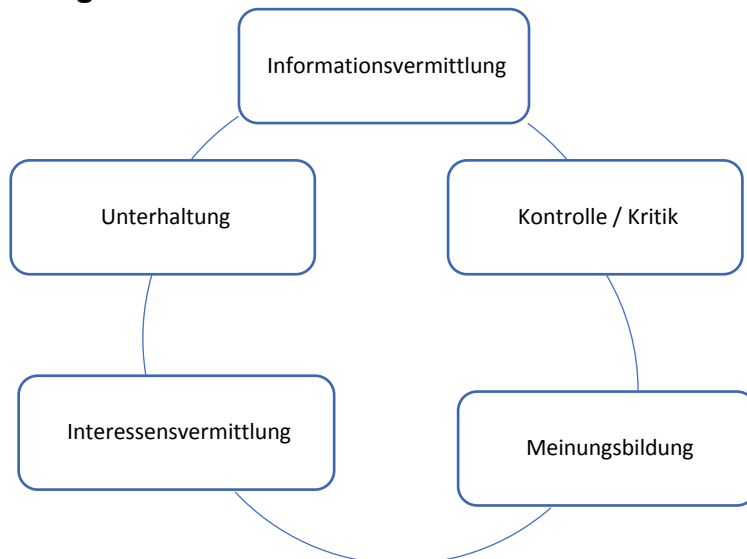 Informationsvermittlung
Unterhaltung
Kontrolle / Kritik
Interessensvermittlung
Meinungsbildung